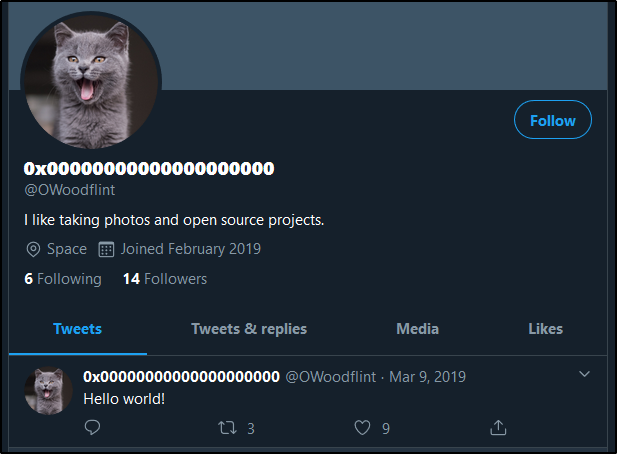 0x00000000000000000000
@OWoodflint
Follow
I like taking photos and open source projects.
Space Joined February 2019
6 Following 14 Followers
Tweets Tweets & replies Media Likes
0x00000000000000000000 @OWoodflint · Mar 9, 2019
Hello world!
3 9